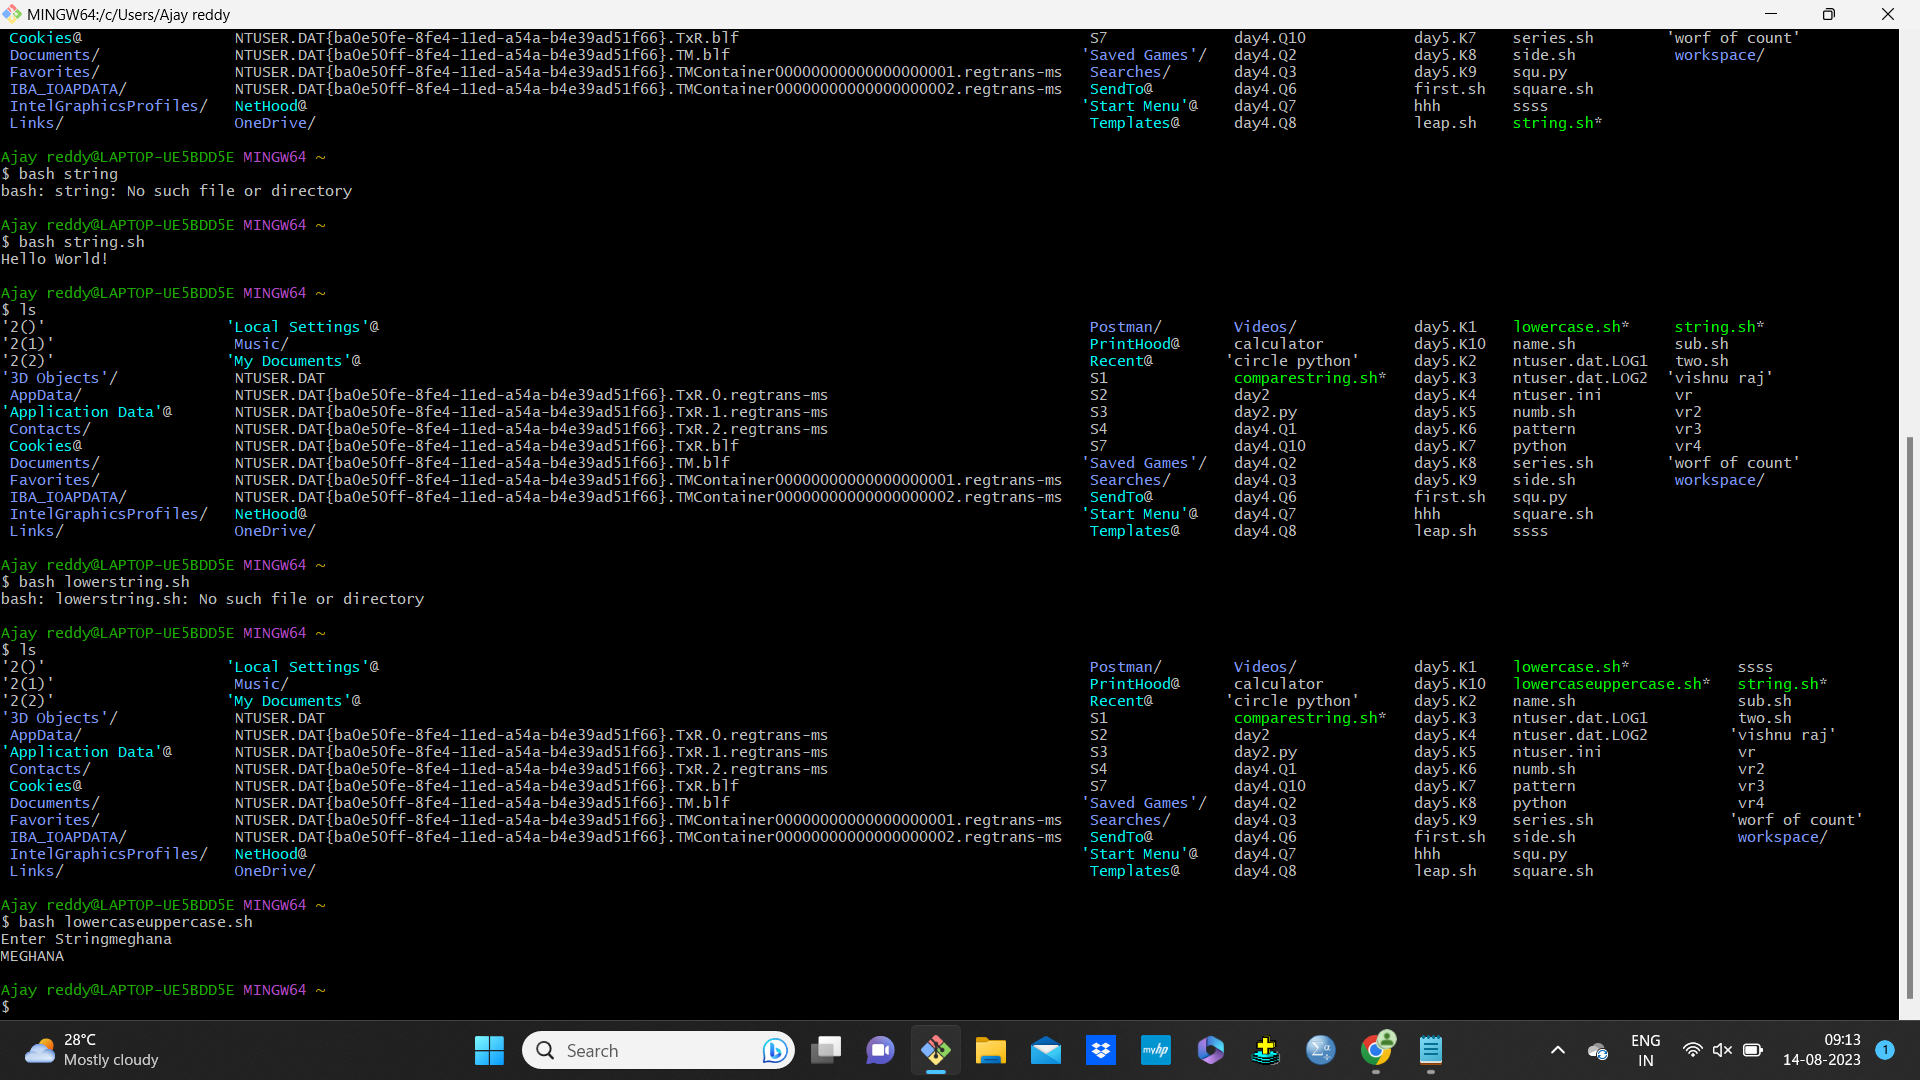 MINGW64:/c/Users/Ajay reddy
Cookies@ NTUSER.DAT{ba0e50fe-8fe4-11ed-a54a-b4e39ad51f66}.TxR.blf S7 day4.Q10 day5.K7 series.sh 'worf of count'
Documents/ NTUSER.DAT{ba0e50ff-8fe4-11ed-a54a-b4e39ad51f66}.TM.blf 'Saved Games'/ day4.Q2 day5.K8 side.sh workspace/
Favorites/ NTUSER.DAT{ba0e50ff-8fe4-11ed-a54a-b4e39ad51f66}.TMContainer00000000000000000001.regtrans-ms Searches/ day4.Q3 day5.K9 squ.py
IBA_IOAPDATA/ NTUSER.DAT{ba0e50ff-8fe4-11ed-a54a-b4e39ad51f66}.TMContainer00000000000000000002.regtrans-ms SendTo@ day4.Q6 first.sh square.sh
IntelGraphicsProfiles/ NetHood@ 'Start Menu'@ day4.Q7 hhh ssss
Links/ OneDrive/ Templates@ day4.Q8 leap.sh string.sh*
Ajay reddy@LAPTOP-UE5BDD5E MINGW64 ~
$ bash string
bash: string: No such file or directory
Ajay reddy@LAPTOP-UE5BDD5E MINGW64 ~
$ bash string.sh
Hello World!
Ajay reddy@LAPTOP-UE5BDD5E MINGW64 ~
$ ls
'2()' 'Local Settings'@ Postman/ Videos/ day5.K1 lowercase.sh* string.sh*
'2(1)' Music/ PrintHood@ calculator day5.K10 name.sh sub.sh
'2(2)' 'My Documents'@ Recent@ 'circle python' day5.K2 ntuser.dat.LOG1 two.sh
'3D Objects'/ NTUSER.DAT S1 comparestring.sh* day5.K3 ntuser.dat.LOG2 'vishnu raj'
AppData/ NTUSER.DAT{ba0e50fe-8fe4-11ed-a54a-b4e39ad51f66}.TxR.0.regtrans-ms S2 day2 day5.K4 ntuser.ini vr
'Application Data'@ NTUSER.DAT{ba0e50fe-8fe4-11ed-a54a-b4e39ad51f66}.TxR.1.regtrans-ms S3 day2.py day5.K5 numb.sh vr2
Contacts/ NTUSER.DAT{ba0e50fe-8fe4-11ed-a54a-b4e39ad51f66}.TxR.2.regtrans-ms S4 day4.Q1 day5.K6 pattern vr3
Cookies@ NTUSER.DAT{ba0e50fe-8fe4-11ed-a54a-b4e39ad51f66}.TxR.blf S7 day4.Q10 day5.K7 python vr4
Documents/ NTUSER.DAT{ba0e50ff-8fe4-11ed-a54a-b4e39ad51f66}.TM.blf 'Saved Games'/ day4.Q2 day5.K8 series.sh 'worf of count'
Favorites/ NTUSER.DAT{ba0e50ff-8fe4-11ed-a54a-b4e39ad51f66}.TMContainer00000000000000000001.regtrans-ms Searches/ day4.Q3 day5.K9 side.sh workspace/
IBA_IOAPDATA/ NTUSER.DAT{ba0e50ff-8fe4-11ed-a54a-b4e39ad51f66}.TMContainer00000000000000000002.regtrans-ms SendTo@ day4.Q6 first.sh squ.py
IntelGraphicsProfiles/ NetHood@ 'Start Menu'@ day4.Q7 hhh square.sh
Links/ OneDrive/ Templates@ day4.Q8 leap.sh ssss
Ajay reddy@LAPTOP-UE5BDD5E MINGW64 ~
$ bash lowerstring.sh
bash: lowerstring.sh: No such file or directory
Ajay reddy@LAPTOP-UE5BDD5E MINGW64 ~
$ ls
'2()' 'Local Settings'@ Postman/ Videos/ day5.K1 lowercase.sh* ssss
'2(1)' Music/ PrintHood@ calculator day5.K10 lowercaseuppercase.sh* string.sh*
'2(2)' 'My Documents'@ Recent@ 'circle python' day5.K2 name.sh sub.sh
'3D Objects'/ NTUSER.DAT S1 comparestring.sh* day5.K3 ntuser.dat.LOG1 two.sh
AppData/ NTUSER.DAT{ba0e50fe-8fe4-11ed-a54a-b4e39ad51f66}.TxR.0.regtrans-ms S2 day2 day5.K4 ntuser.dat.LOG2 'vishnu raj'
'Application Data'@ NTUSER.DAT{ba0e50fe-8fe4-11ed-a54a-b4e39ad51f66}.TxR.1.regtrans-ms S3 day2.py day5.K5 ntuser.ini vr
Contacts/ NTUSER.DAT{ba0e50fe-8fe4-11ed-a54a-b4e39ad51f66}.TxR.2.regtrans-ms S4 day4.Q1 day5.K6 numb.sh vr2
Cookies@ NTUSER.DAT{ba0e50fe-8fe4-11ed-a54a-b4e39ad51f66}.TxR.blf S7 day4.Q10 day5.K7 pattern vr3
Documents/ NTUSER.DAT{ba0e50ff-8fe4-11ed-a54a-b4e39ad51f66}.TM.blf 'Saved Games'/ day4.Q2 day5.K8 python vr4
Favorites/ NTUSER.DAT{ba0e50ff-8fe4-11ed-a54a-b4e39ad51f66}.TMContainer00000000000000000001.regtrans-ms Searches/ day4.Q3 day5.K9 series.sh 'worf of count'
IBA_IOAPDATA/ NTUSER.DAT{ba0e50ff-8fe4-11ed-a54a-b4e39ad51f66}.TMContainer00000000000000000002.regtrans-ms SendTo@ day4.Q6 first.sh side.sh workspace/
IntelGraphicsProfiles/ NetHood@ 'Start Menu'@ day4.Q7 hhh squ.py
Links/ OneDrive/ Templates@ day4.Q8 leap.sh square.sh
Ajay reddy@LAPTOP-UE5BDD5E MINGW64 ~
$ bash lowercaseuppercase.sh
Enter Stringmeghana
MEGHANA
Ajay reddy@LAPTOP-UE5BDD5E MINGW64 ~
$
28°C
Mostly cloudy
Search
myhp
ENG
IN
09:13
14-08-2023
1